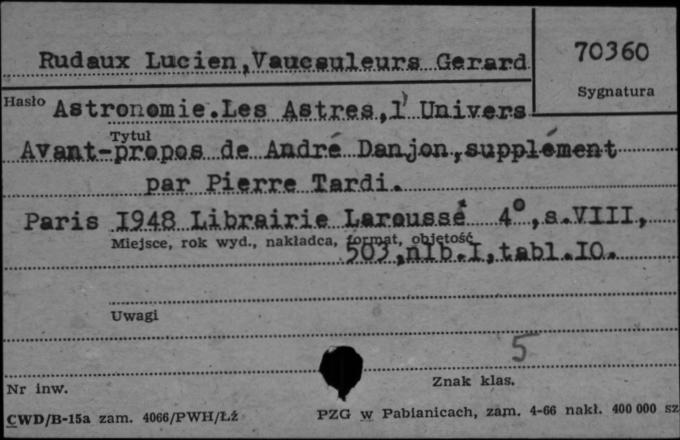 Rudaux Lucien,Vaucauleurs Gerard
70360
Sygnatura
Hasło Astronomie.Les Astres,l'Univers
Tytuł
Avant-propos de André Danjon,supplément
par Pierre Tardi.
Paris 1948 Librairie Larousse 4°,s.VIII,
Miejsce, rok wyd., nakładca, format, objętość
503,nlb.I,tabl.IO.
Uwagi
5
Nr inw.
Znak klas.
CWD/B-15a zam. 4066/PWH/Łź
PZG w Pabianicach, zam. 4-66 nakł. 400 000 sz